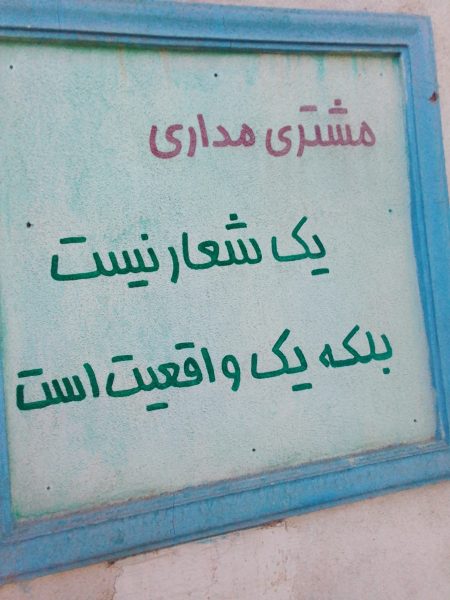 مشتری مداری
یک شعار نیست
بلکه یک واقعیت است